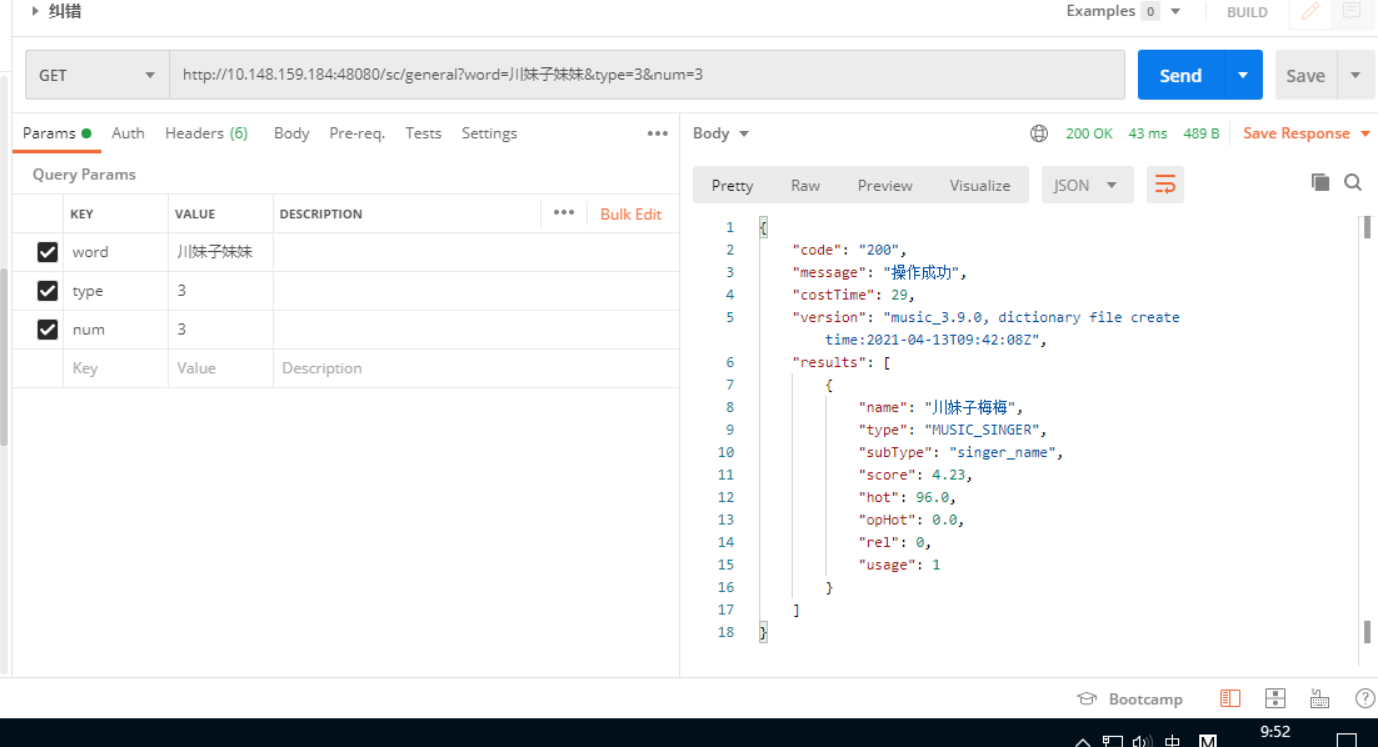 纠错
Examples 0 BUILD
GET http://10.148.159.184:48080/sc/general?word=川妹子妹妹&type=3&num=3 Send Save
Params Auth Headers (6) Body Pre-req. Tests Settings ••• Body 200 OK 43 ms 489 B Save Response
Query Params
Pretty Raw Preview Visualize JSON
KEY VALUE DESCRIPTION ••• Bulk Edit
word 川妹子妹妹
type 3
num 3
Key Value Description
1 {
2 "code": "200",
3 "message": "操作成功",
4 "costTime": 29,
5 "version": "music_3.9.0, dictionary file create
time:2021-04-13T09:42:08Z",
6 "results": [
7 {
8 "name": "川妹子梅梅",
9 "type": "MUSIC_SINGER",
10 "subType": "singer_name",
11 "score": 4.23,
12 "hot": 96.0,
13 "opHot": 0.0,
14 "rel": 0,
15 "usage": 1
16 }
17 ]
18 }
Bootcamp
中 M 9:52